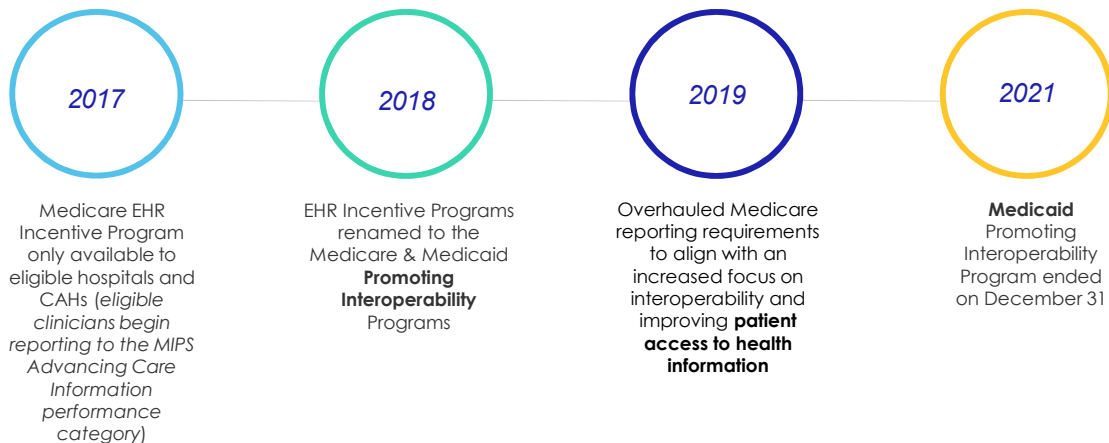 2017
Medicare EHR
Incentive Program
only available to
eligible hospitals and
CAHs (eligible
clinicians begin
reporting to the MIPS
Advancing Care
Information
performance
category)
2018
EHR Incentive Programs
renamed to the
Medicare & Medicaid
Promoting
Interoperability
Programs
2019
Overhauled Medicare
reporting requirements
to align with an
increased focus on
interoperability and
improving patient
access to health
information
2021
Medicaid
Promoting
Interoperability
Program ended
on December 31